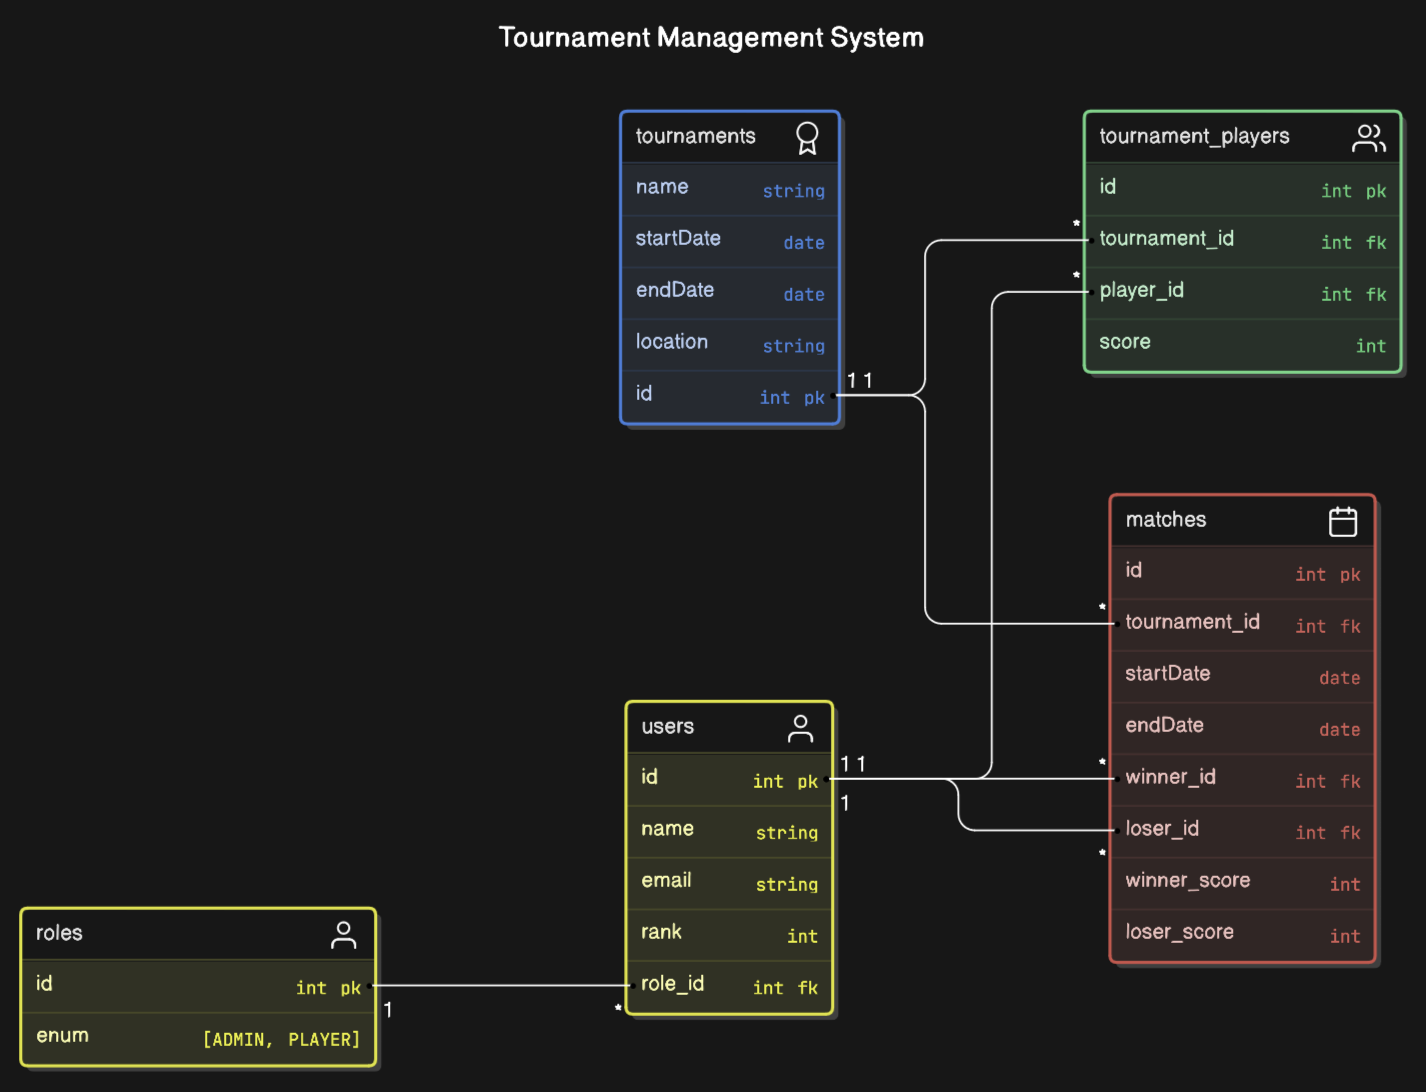 Tournament Management System
tournaments
name string
startDate date
endDate date
location string
id int pk
1 1
tournament_players
id int pk
* tournament_id int fk
* player_id int fk
score int
matches
id int pk
* tournament_id int fk
startDate date
endDate date
* winner_id int fk
* loser_id int fk
winner_score int
loser_score int
users
id int pk
1 1
1
name string
email string
rank int
* role_id int fk
roles
id int pk
1
enum [ADMIN, PLAYER]